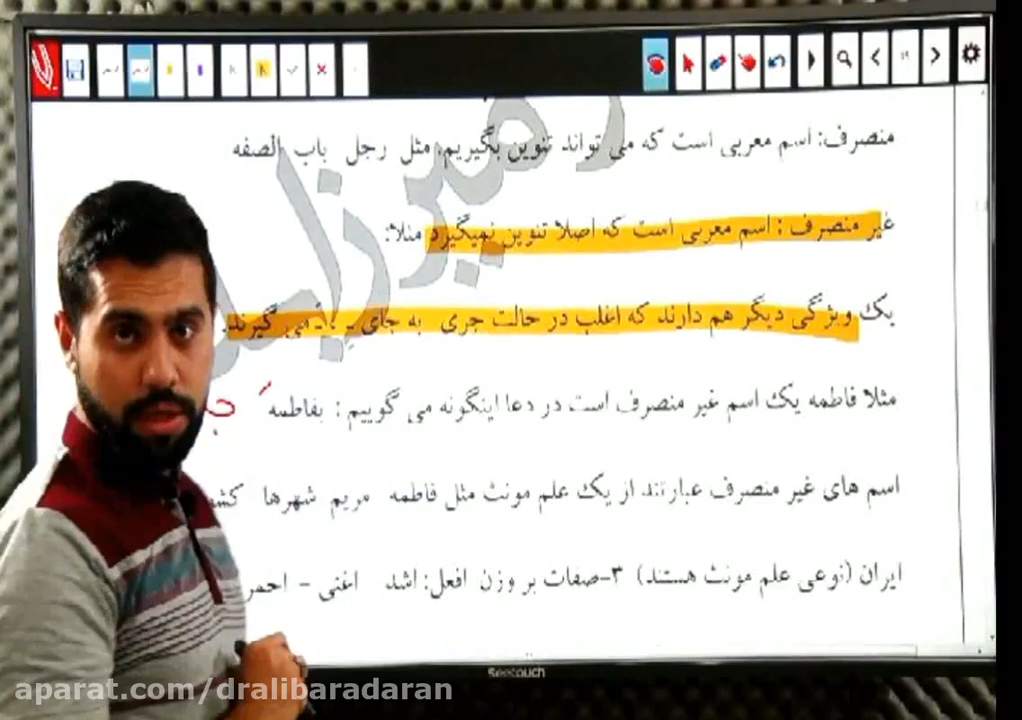 منصرف: اسم معربی است که می تواند تنوین بگیریم. مثل رجل باب الصفه
غیر منصرف : اسم معربی است که اصلا تنوین نمیگیرد مثلا:
یک ویژگی دیگر هم دارند که اغلب در حالت جری به جای ـِ ، ـَ می گیرند.
مثلا فاطمه یک اسم غیر منصرف است در دعا اینگونه می گوییم : بفاطمه
اسم های غیر منصرف عبارتند از یک علم مونث مثل فاطمه مریم شهرها
ایران (نوعی علم مونث هستند) ۳-صفات بر وزن افعل: اشد اغنی - احمر
seetouch
aparat.com/dralibaradaran